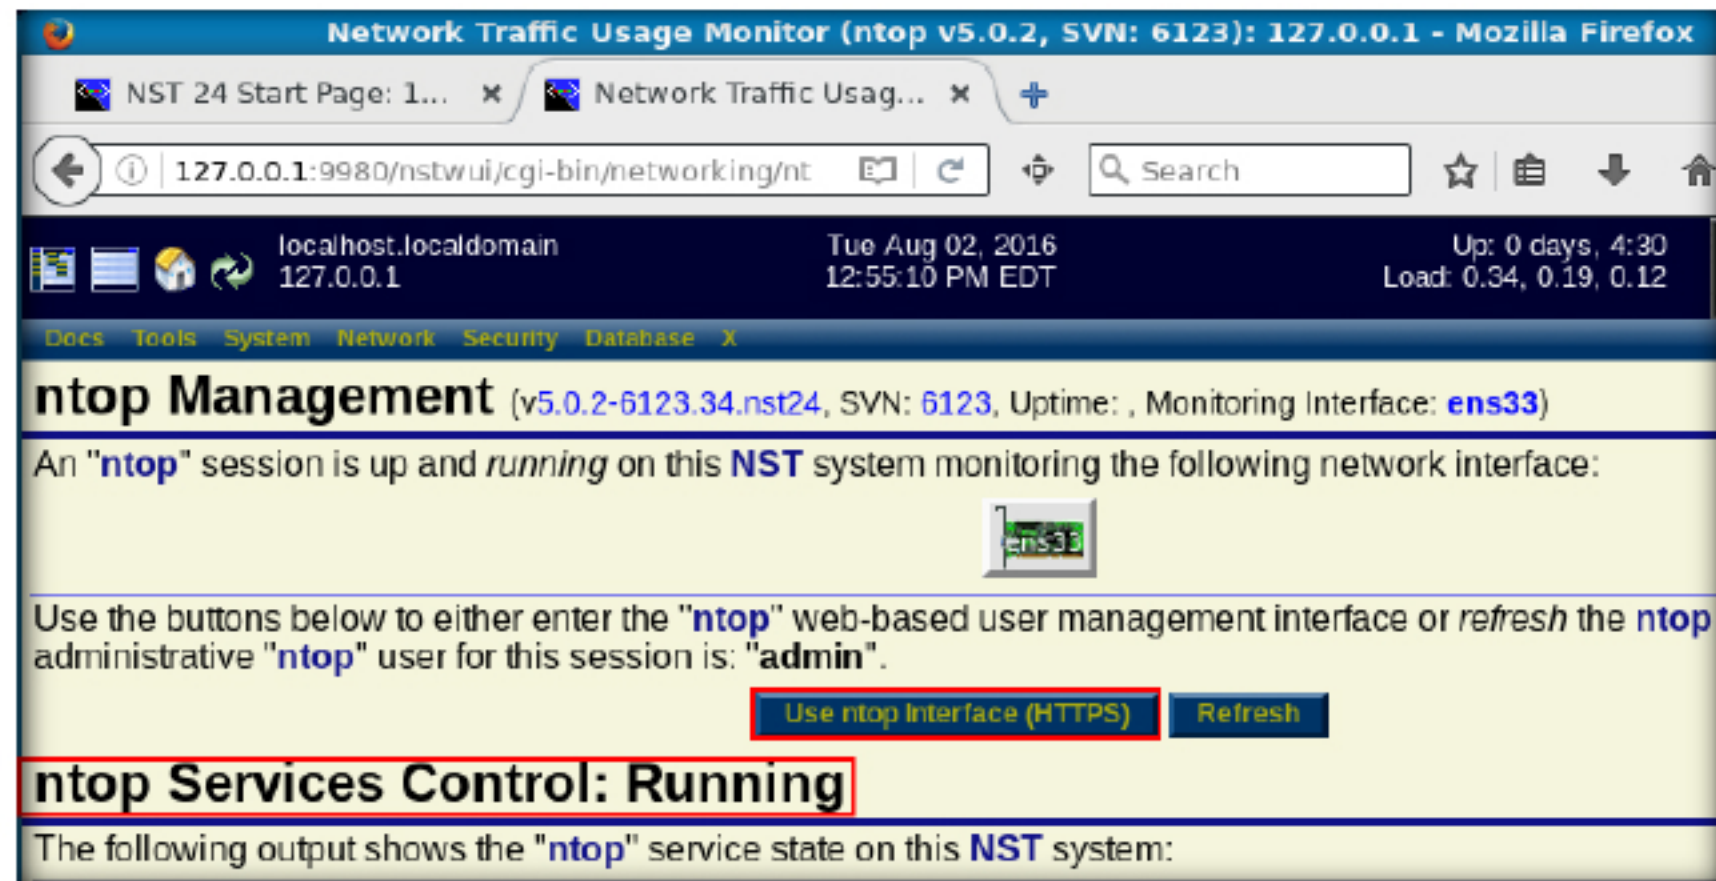 Network Traffic Usage Monitor (ntop v5.0.2, SVN: 6123): 127.0.0.1 - Mozilla Firefox
NST 24 Start Page: 1... × Network Traffic Usag... ×
127.0.0.1:9980/nstwui/cgi-bin/networking/nt Search
localhost.localdomain Tue Aug 02, 2016 Up: 0 days, 4:30
127.0.0.1 12:55:10 PM EDT Load: 0.34, 0.19, 0.12
Docs Tools System Network Security Database X
ntop Management (v5.0.2-6123.34.nst24, SVN: 6123, Uptime: , Monitoring Interface: ens33)
An "ntop" session is up and running on this NST system monitoring the following network interface:
ens33
Use the buttons below to either enter the "ntop" web-based user management interface or refresh the ntop
administrative "ntop" user for this session is: "admin".
Use ntop Interface (HTTPS) Refresh
ntop Services Control: Running
The following output shows the "ntop" service state on this NST system: